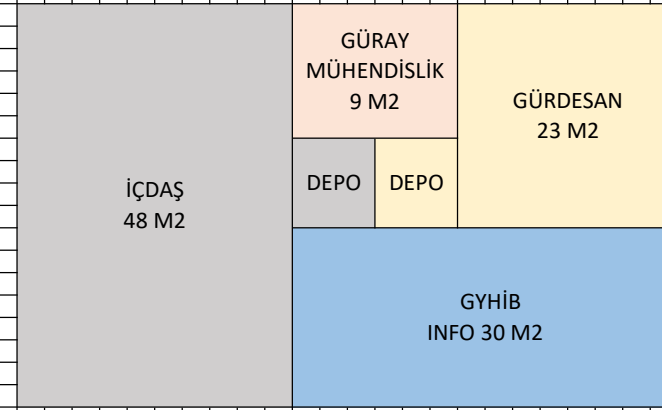 GÜRAY
MÜHENDİSLİK
9 M2
GÜRDESAN
23 M2
İÇDAŞ
48 M2
DEPO
DEPO
GYHİB
INFO 30 M2